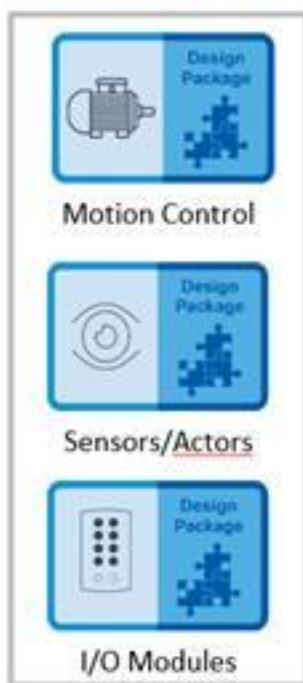 Design
Package
Motion Control
Design
Package
Sensors/Actors
Design
Package
I/O Modules